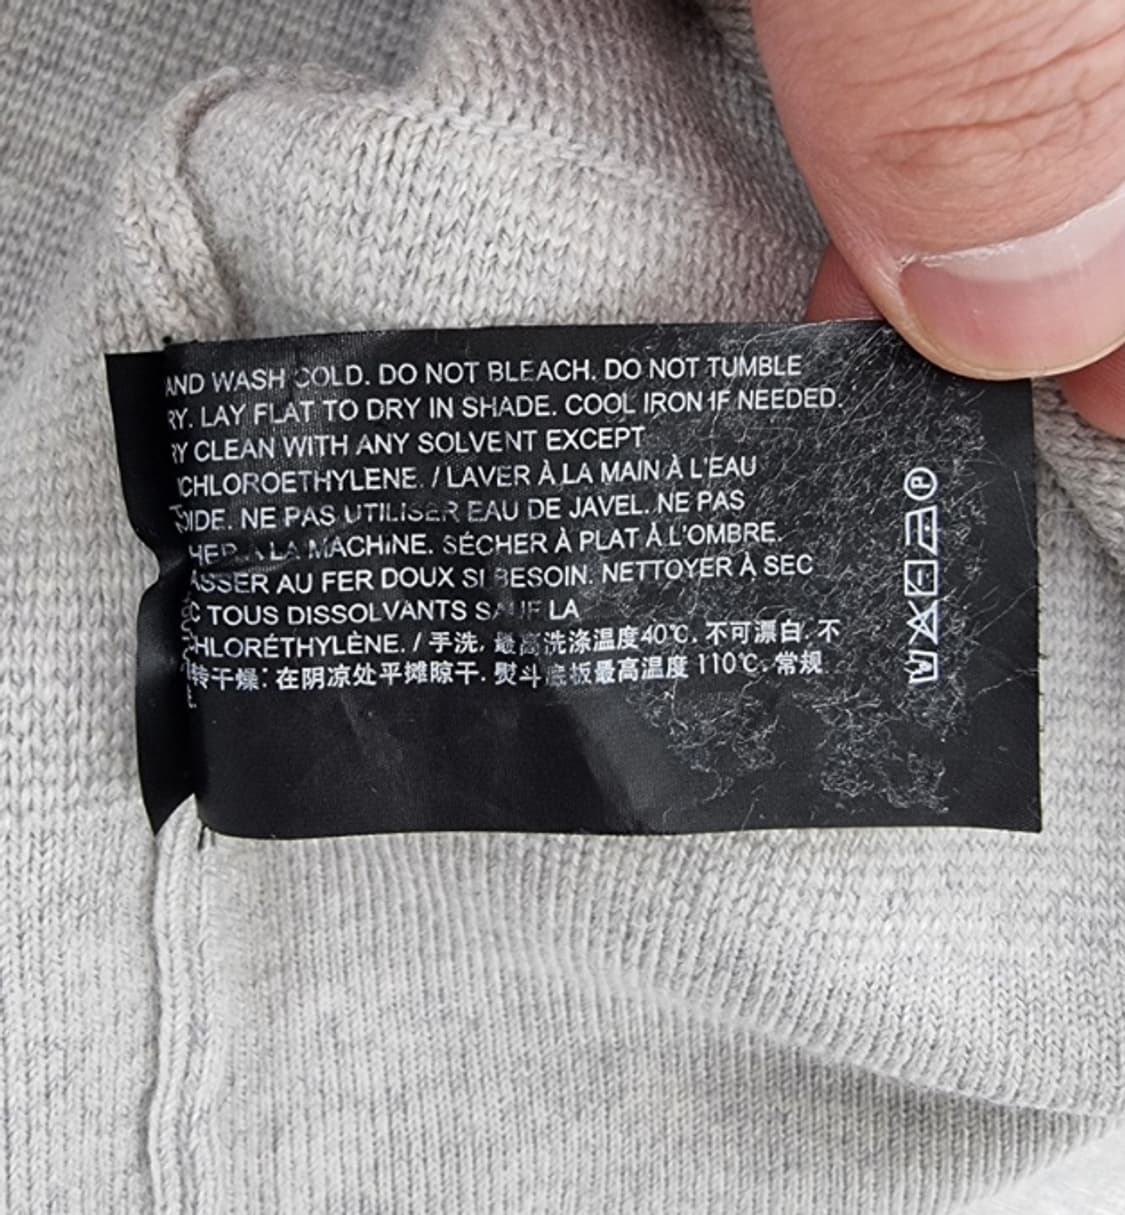 AND WASH COLD. DO NOT BLEACH. DO NOT TUMBLE
RY. LAY FLAT TO DRY IN SHADE. COOL IRON IF NEEDED.
RY CLEAN WITH ANY SOLVENT EXCEPT
CHLOROETHYLENE. / LAVER À LA MAIN À L'EAU
OIDE. NE PAS UTILISER EAU DE JAVEL. NE PAS
HER À LA MACHINE. SÉCHER À PLAT À L'OMBRE.
ASSER AU FER DOUX SI BESOIN. NETTOYER À SEC
C TOUS DISSOLVANTS SAUF LA
CHLORÉTHYLÈNE. / 手洗, 最高洗涤温度40℃. 不可漂白. 不
转干燥: 在阴凉处平摊晾干. 熨斗底板最高温度 110℃. 常规
P